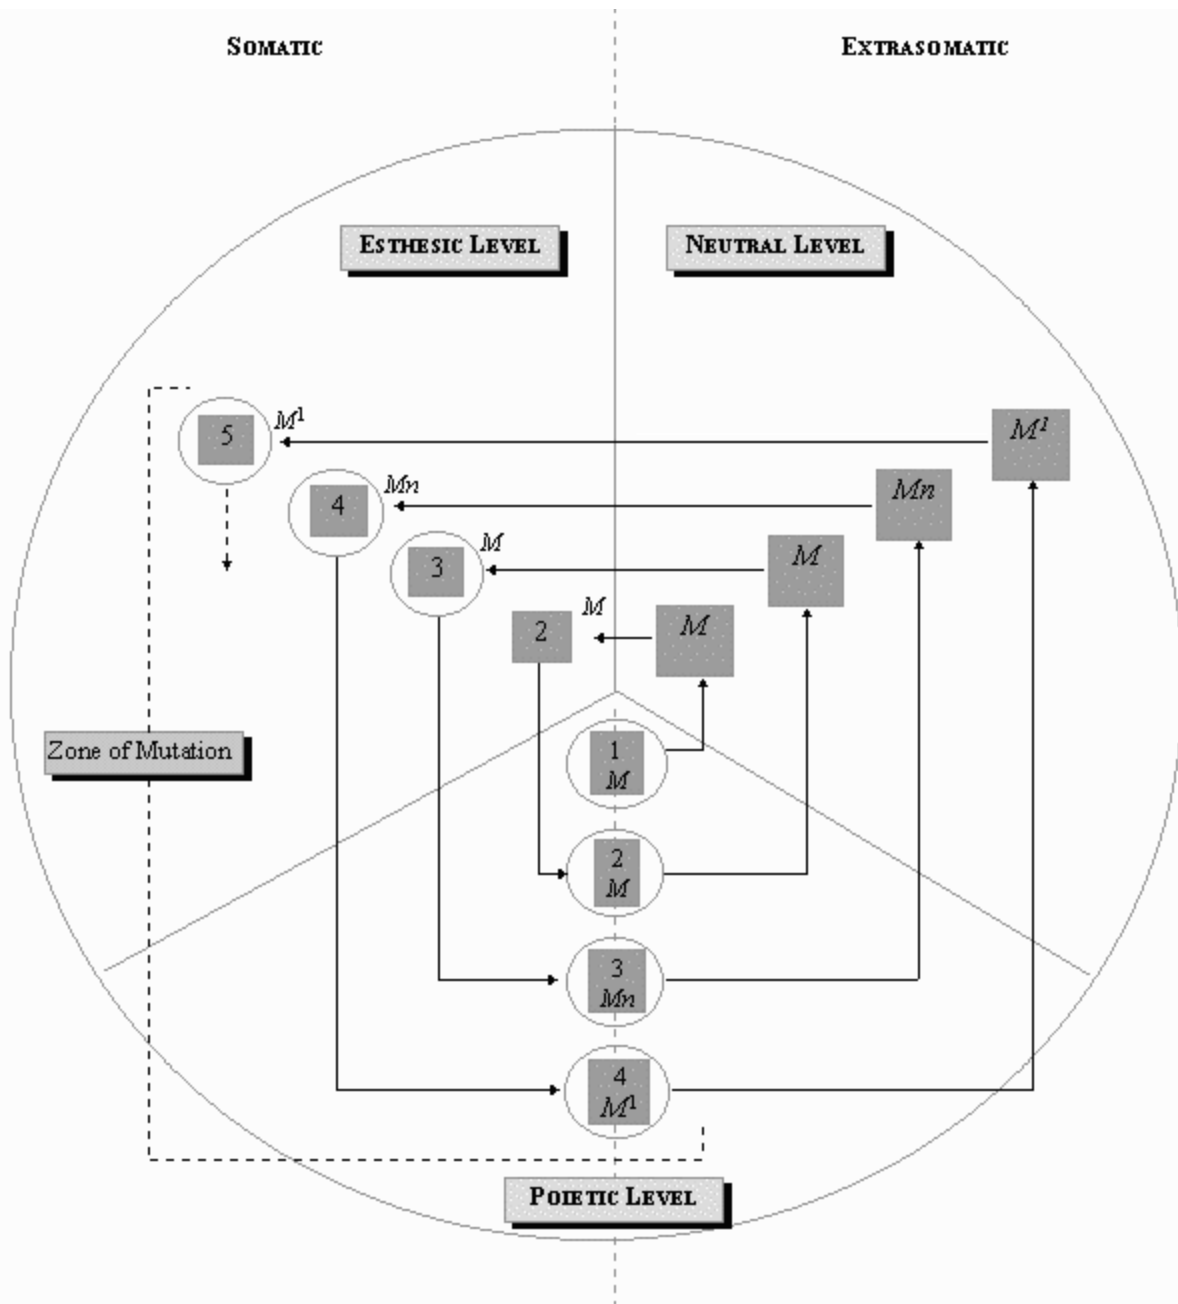 SOMATIC
EXTRASOMATIC
ESTHESIC LEVEL
NEUTRAL LEVEL
5
M¹
M¹
4
Mn
Mn
3
M
M
2
M
M
Zone of Mutation
1
M
2
M
3
Mn
4
M¹
POIETIC LEVEL